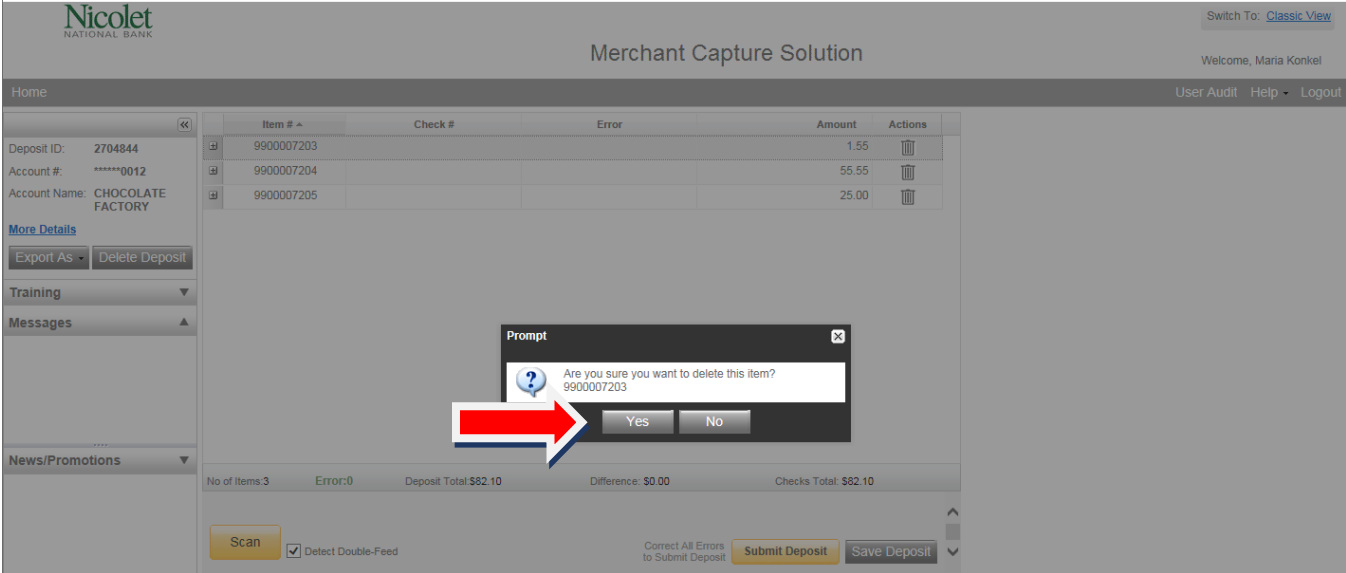 Nicolet
NATIONAL BANK
Switch To: Classic View
Merchant Capture Solution
Welcome, Maria Konkel
Home
User Audit Help Logout
Item # Check # Error Amount Actions
Deposit ID: 2704844
Account #: ******0012
Account Name: CHOCOLATE
FACTORY
More Details
Export As Delete Deposit
Training
Messages
News/Promotions
9900007203 1.55
9900007204 55.55
9900007205 25.00
Prompt
Are you sure you want to delete this item?
9900007203
Yes No
No of Items:3 Error:0 Deposit Total:$82.10 Difference: $0.00 Checks Total: $82.10
Scan
Detect Double-Feed
Correct All Errors
to Submit Deposit
Submit Deposit
Save Deposit